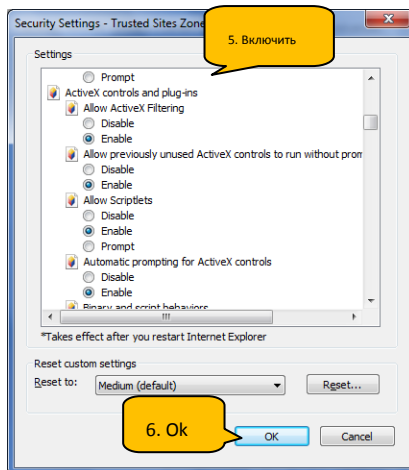 Security Settings - Trusted Sites Zone
5. Включить
Settings
Prompt
ActiveX controls and plug-ins
Allow ActiveX Filtering
Disable
Enable
Allow previously unused ActiveX controls to run without prom
Disable
Enable
Allow Scriptlets
Disable
Enable
Prompt
Automatic prompting for ActiveX controls
Disable
Enable
Binary and script behaviors
*Takes effect after you restart Internet Explorer
Reset custom settings
Reset to: Medium (default) Reset...
6. Ok
OK Cancel